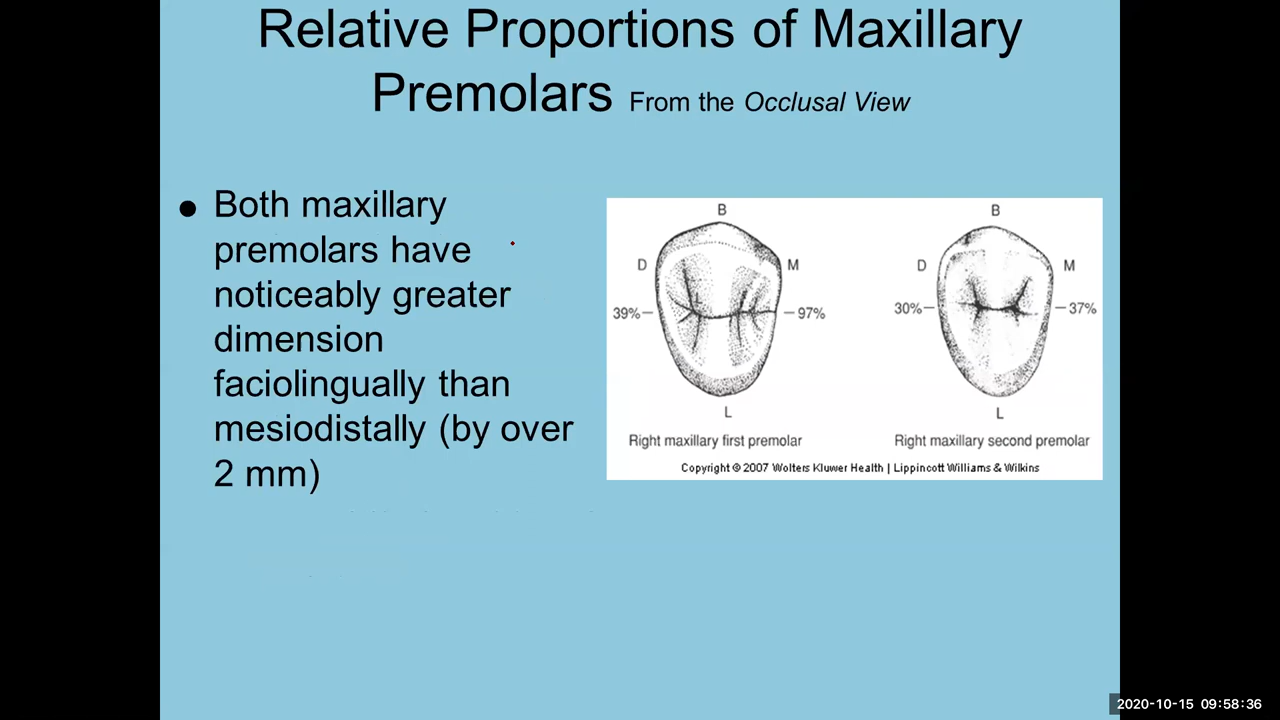 Relative Proportions of Maxillary
Premolars From the Occlusal View
● Both maxillary
premolars have
noticeably greater
dimension
faciolingually than
mesiodistally (by over
2 mm)
B
D
M
39%
97%
L
Right maxillary first premolar
B
D
M
30%
37%
L
Right maxillary second premolar
Copyright © 2007 Wolters Kluwer Health | Lippincott Williams & Wilkins
2020-10-15 09:58:36